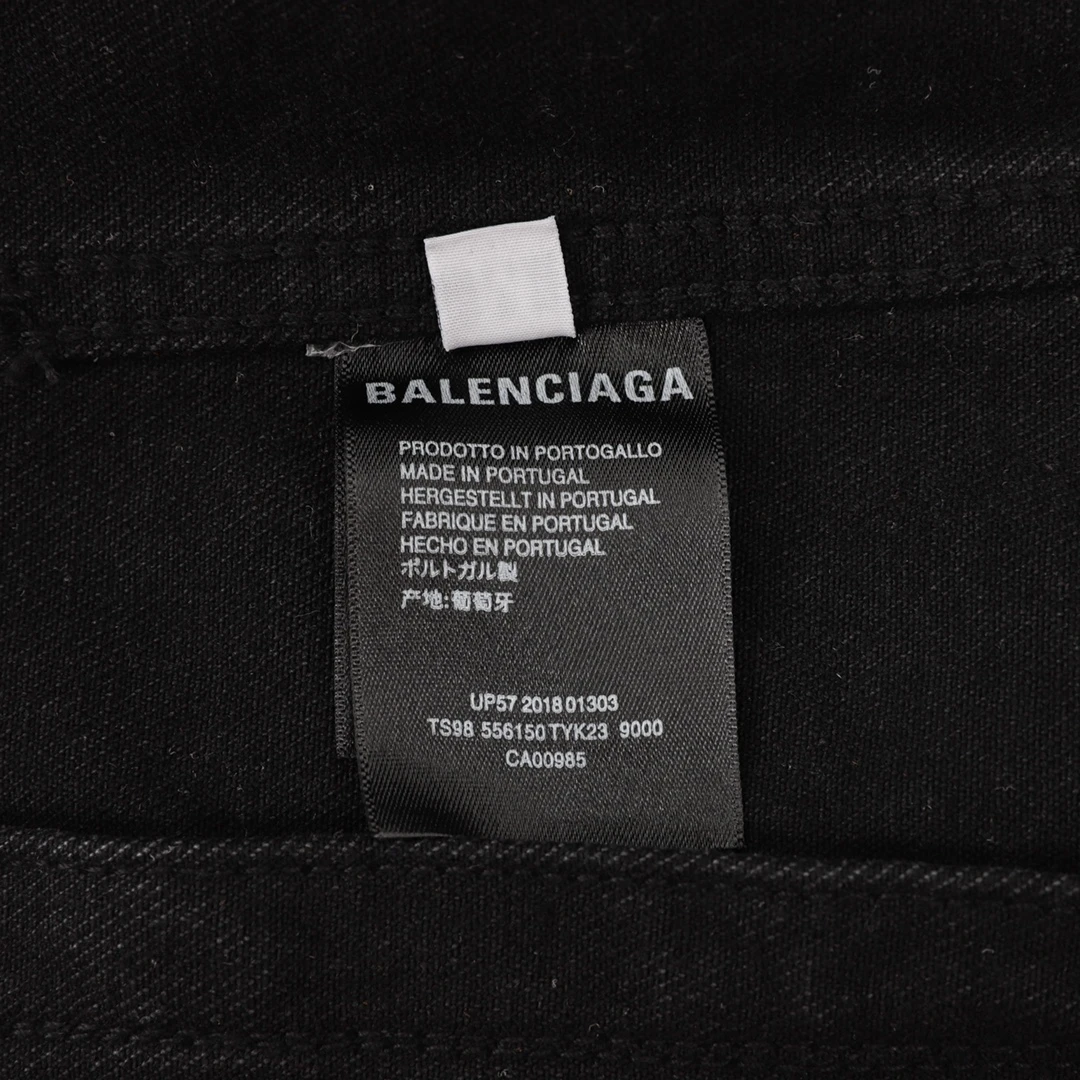 BALENCIAGA
PRODOTTO IN PORTOGALLO
MADE IN PORTUGAL
HERGESTELLT IN PORTUGAL
FABRIQUE EN PORTUGAL
HECHO EN PORTUGAL
ポルトガル製
产地:葡萄牙
UP57 2018 01303
TS98 556150 TYK23 9000
CA00985